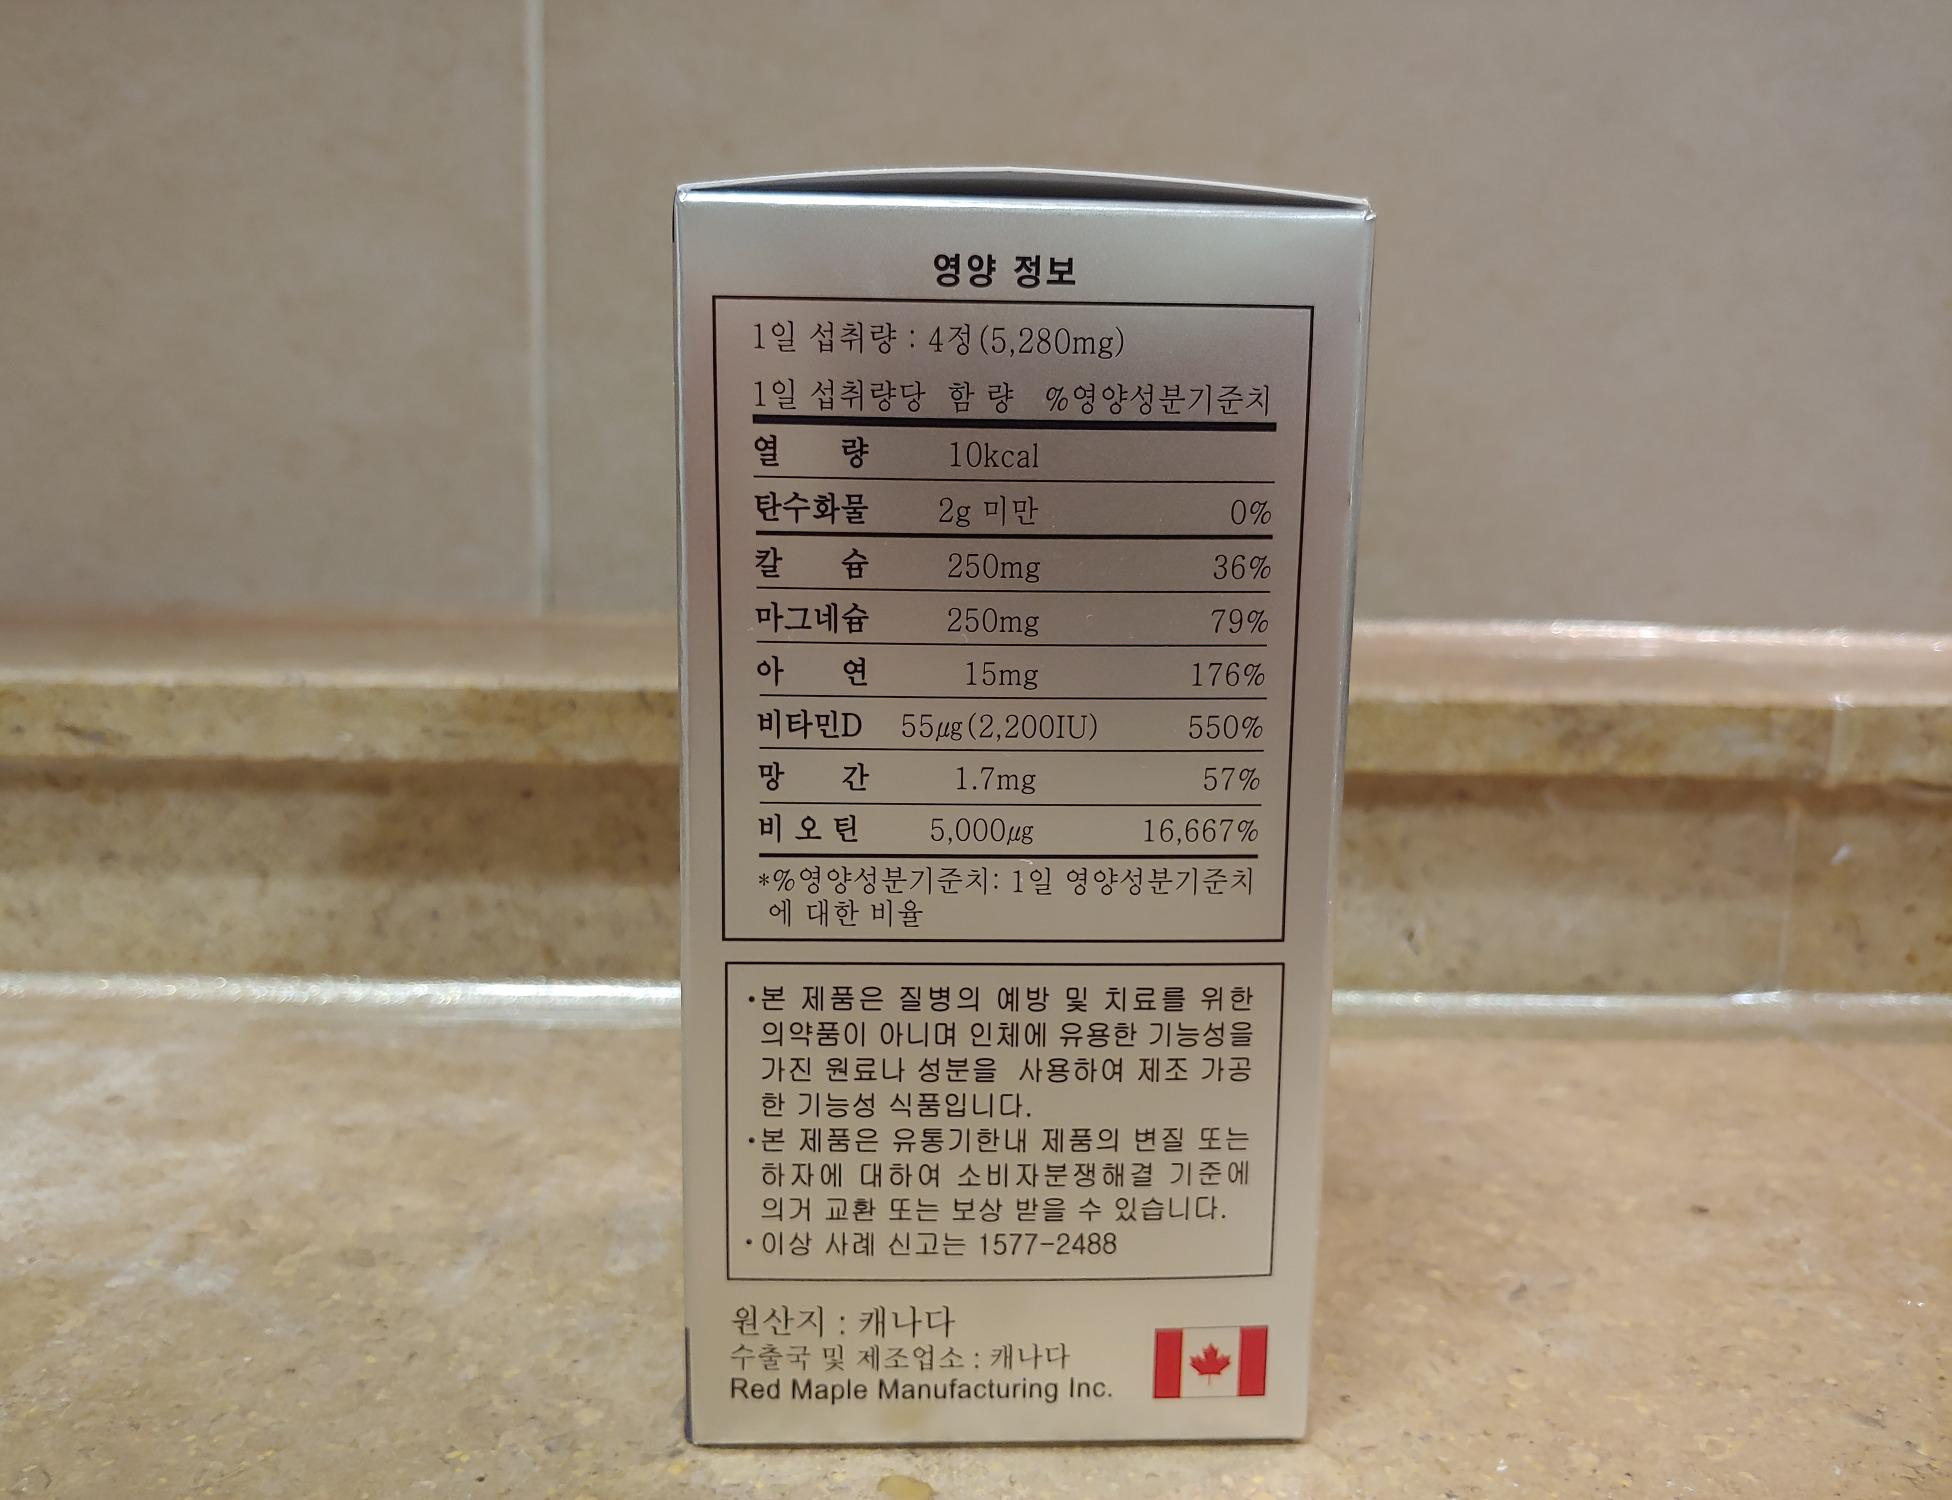 영양 정보
1일 섭취량 : 4정(5,280mg)
1일 섭취량당 함 량 %영양성분기준치
열 량 10kcal
탄수화물 2g 미만 0%
칼 슘 250mg 36%
마그네슘 250mg 79%
아 연 15mg 176%
비타민D 55㎍(2,200IU) 550%
망 간 1.7mg 57%
비 오 틴 5,000㎍ 16,667%
*%영양성분기준치: 1일 영양성분기준치
에 대한 비율
•본 제품은 질병의 예방 및 치료를 위한
의약품이 아니며 인체에 유용한 기능성을
가진 원료나 성분을 사용하여 제조 가공
한 기능성 식품입니다.
•본 제품은 유통기한내 제품의 변질 또는
하자에 대하여 소비자분쟁해결 기준에
의거 교환 또는 보상 받을 수 있습니다.
•이상 사례 신고는 1577-2488
원산지 : 캐나다
수출국 및 제조업소 : 캐나다
Red Maple Manufacturing Inc.